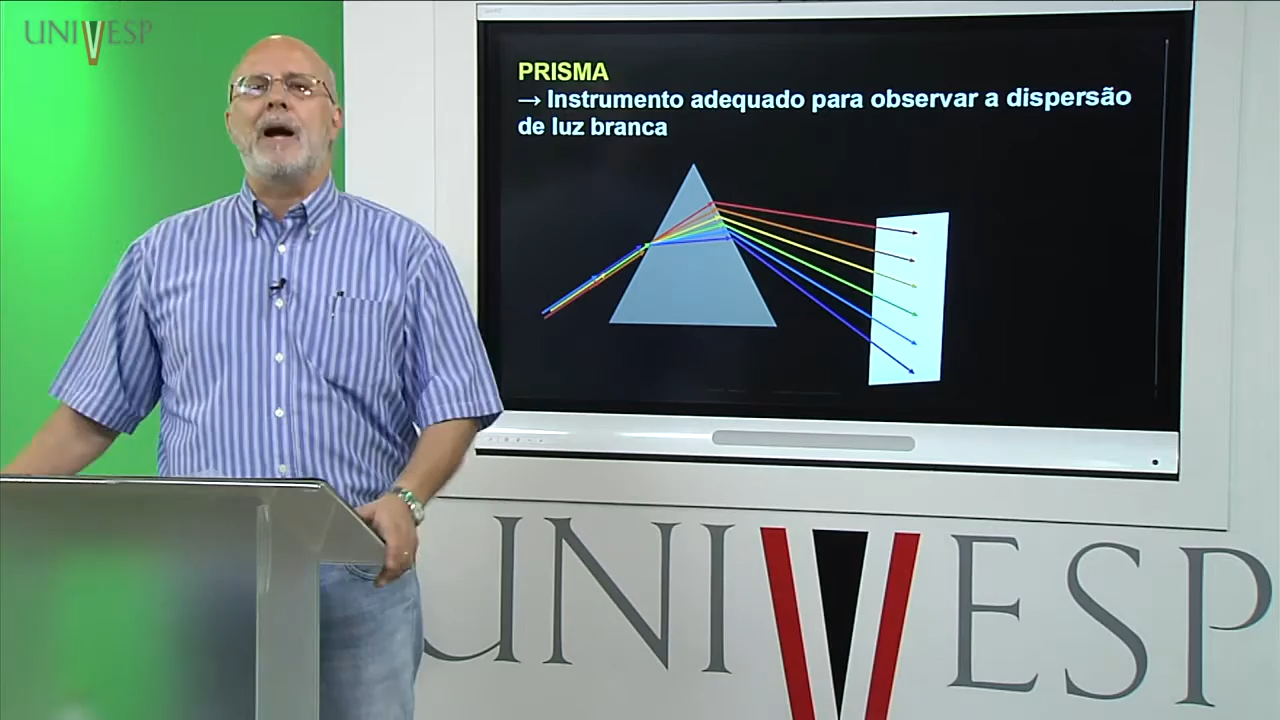 UNIVESP
PRISMA
→ Instrumento adequado para observar a dispersão
de luz branca
UNIVESP